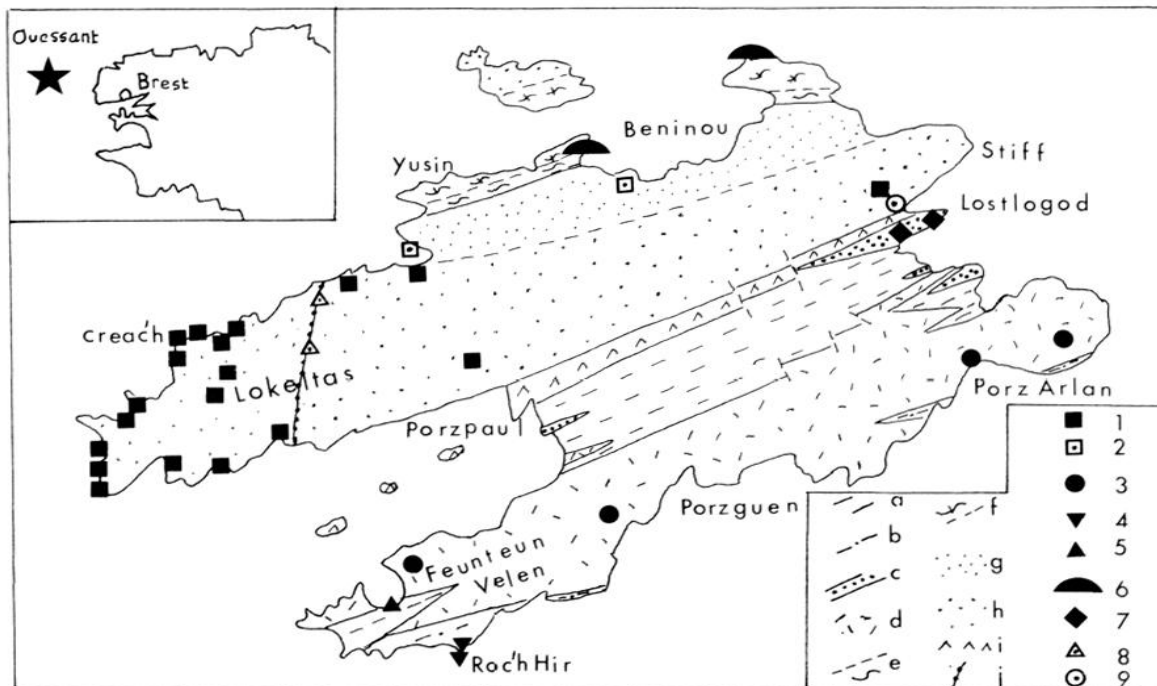 Ouessant
Brest
Beninou
Yusin
Stiff
Lostlogod
Creac'h
Lokeltas
Porz Arlan
Porzpaul
Porzguen
Feunteun
Velen
Roc'h Hir
a
b
c
d
e
f
g
h
i
j
1
2
3
4
5
6
7
8
9